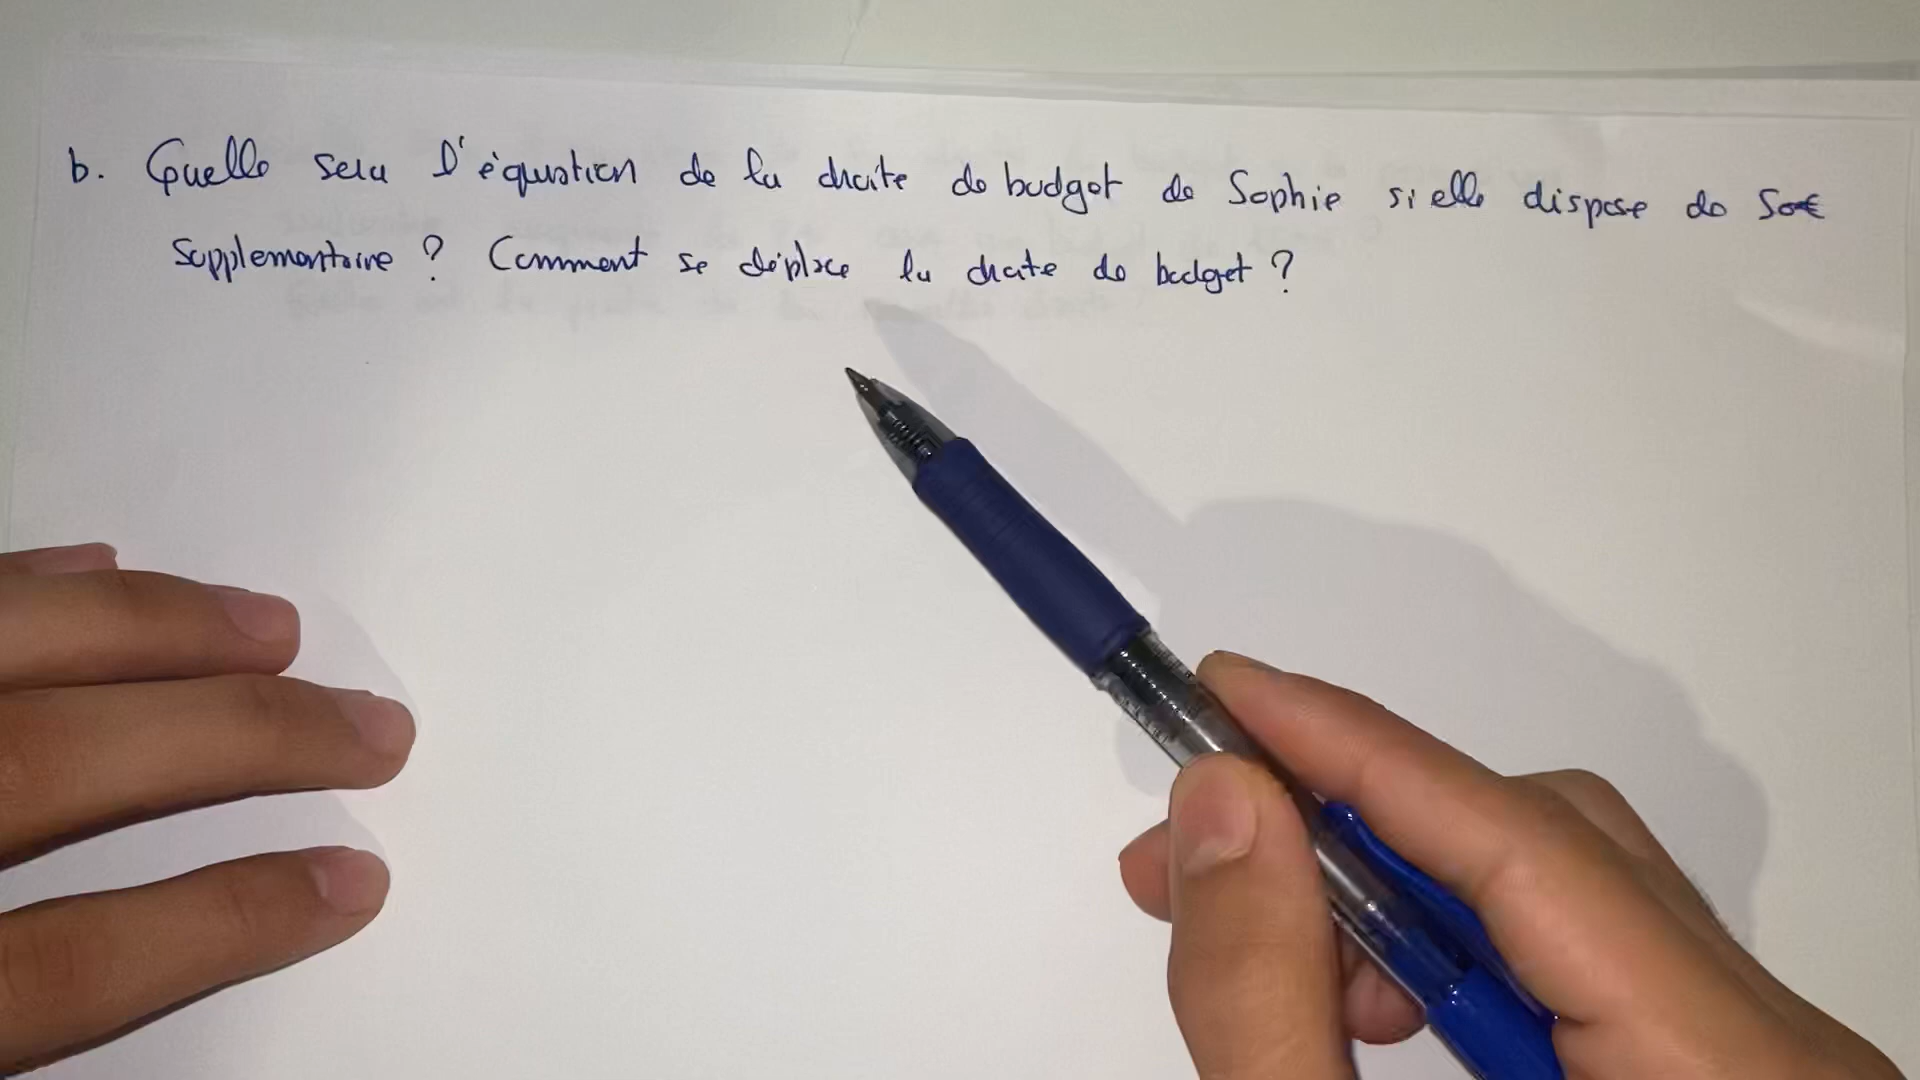 b. Quelle sera l'équation de la droite de budget de Sophie si elle dispose de 50€
supplémentaire ? Comment se déplace la droite de budget ?